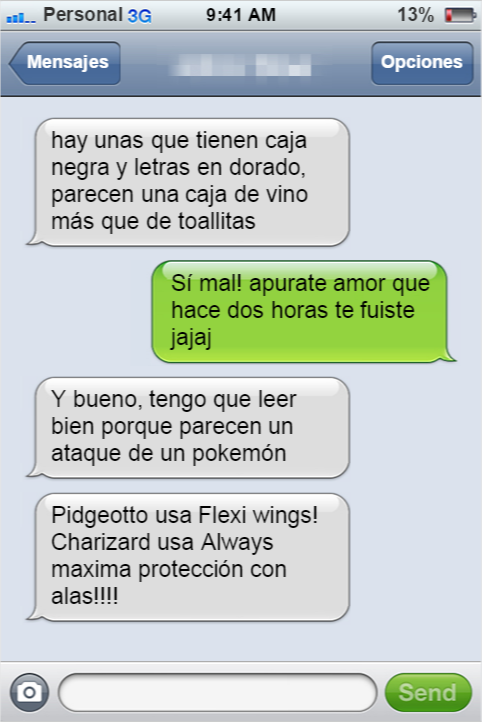 Personal 3G 9:41 AM 13%
Mensajes
Opciones
hay unas que tienen caja
negra y letras en dorado,
parecen una caja de vino
más que de toallitas
Sí mal! apurate amor que
hace dos horas te fuiste
jajaj
Y bueno, tengo que leer
bien porque parecen un
ataque de un pokemón
Pidgeotto usa Flexi wings!
Charizard usa Always
maxima protección con
alas!!!!
Send